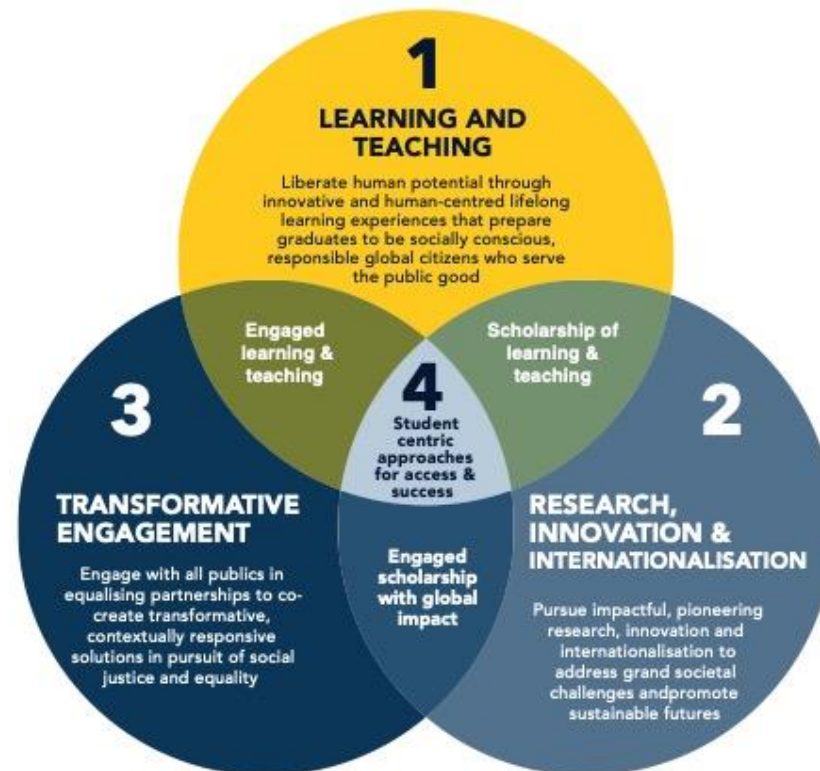 1
LEARNING AND
TEACHING
Liberate human potential through
innovative and human-centred lifelong
learning experiences that prepare
graduates to be socially conscious,
responsible global citizens who serve
the public good
Engaged
learning &
teaching
Scholarship of
learning &
teaching
4
Student
centric
approaches
for access &
success
3
TRANSFORMATIVE
ENGAGEMENT
Engage with all publics in
equalising partnerships to co-
create transformative,
contextually responsive
solutions in pursuit of social
justice and equality
Engaged
scholarship
with global
impact
2
RESEARCH,
INNOVATION &
INTERNATIONALISATION
Pursue impactful, pioneering
research, innovation and
internationalisation to
address grand societal
challenges andpromote
sustainable futures